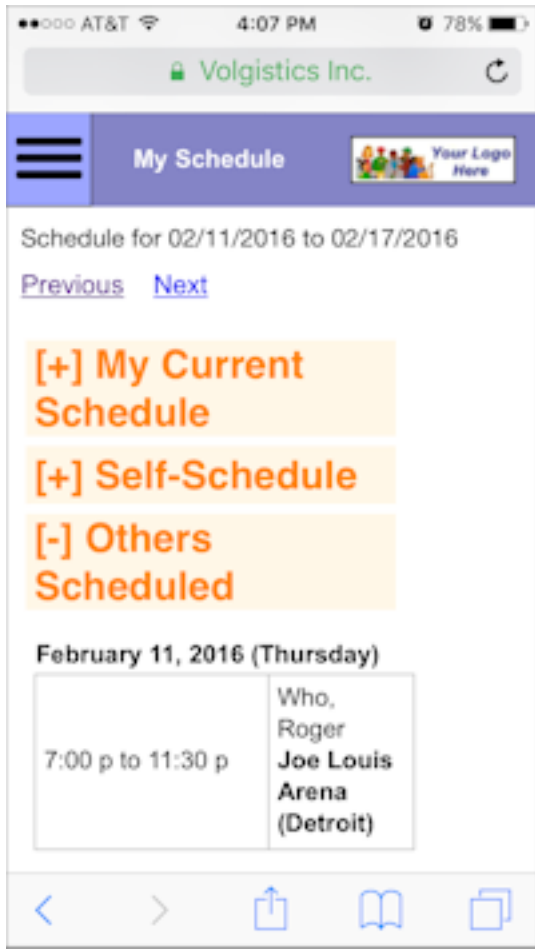 AT&T 4:07 PM 78%
Volgistics Inc.
My Schedule
Your Logo
Here
Schedule for 02/11/2016 to 02/17/2016
Previous Next
[+] My Current
Schedule
[+] Self-Schedule
[-] Others
Scheduled
February 11, 2016 (Thursday)
7:00 p to 11:30 p
Who,
Roger
Joe Louis
Arena
(Detroit)